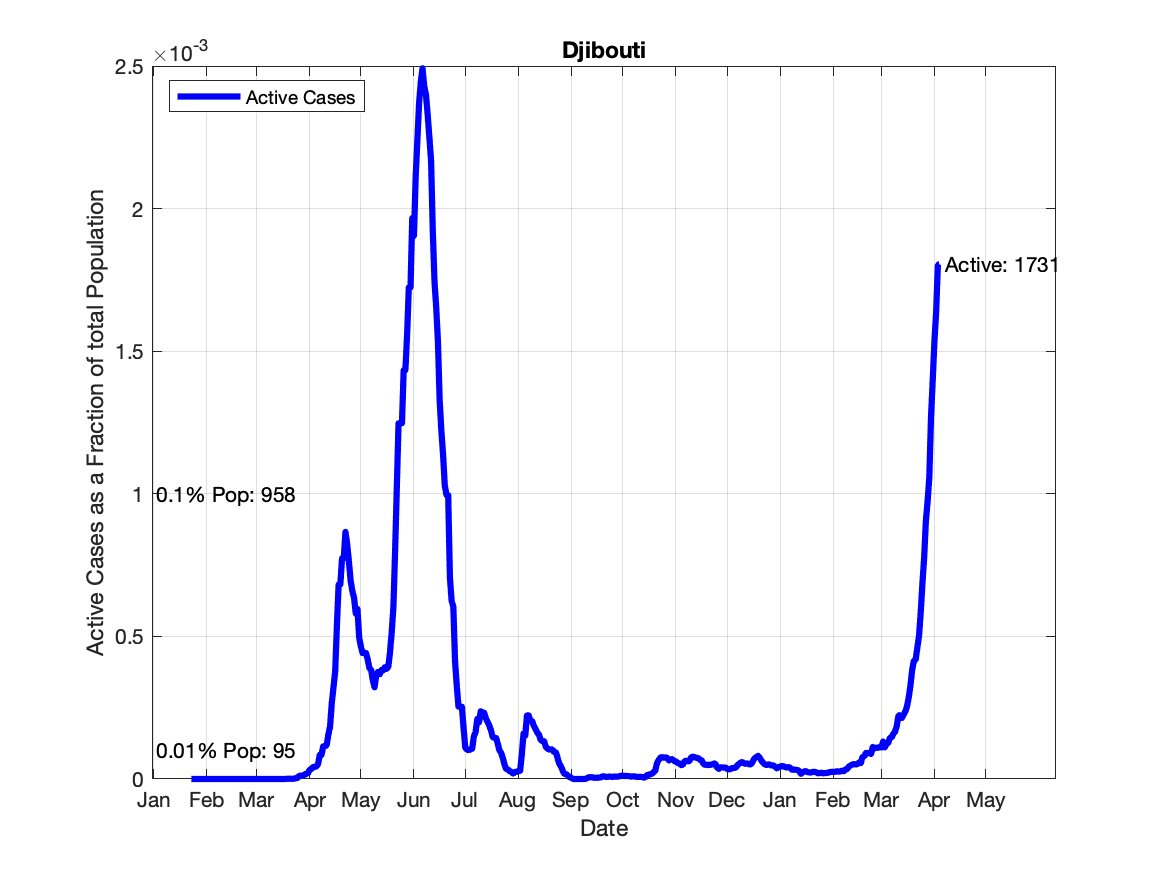 Djibouti
×10-3
2.5
2
1.5
1
0.5
0
Active Cases
Active: 1731
0.1% Pop: 958
0.01% Pop: 95
Active Cases as a Fraction of total Population
Jan Feb Mar Apr May Jun Jul Aug Sep Oct Nov Dec Jan Feb Mar Apr May
Date